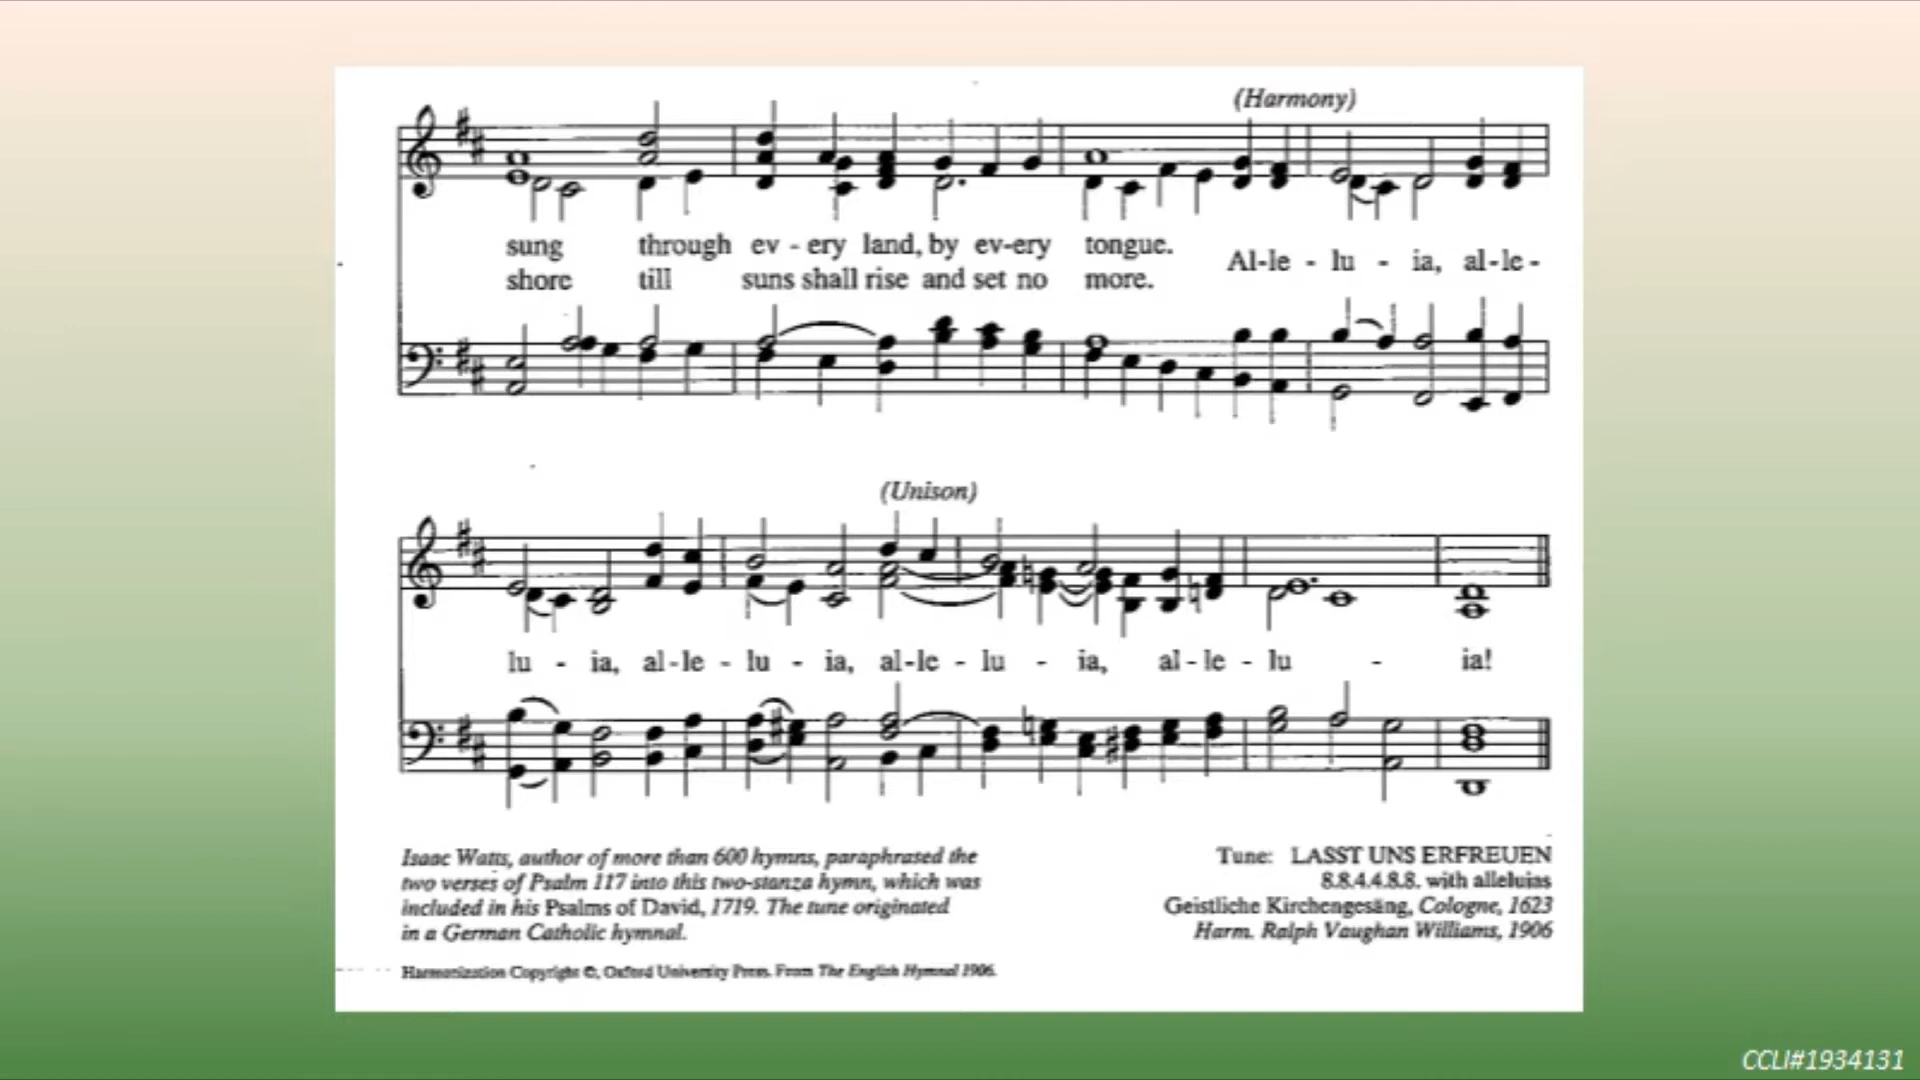 (Harmony)
sung through ev - ery land, by ev-ery tongue.
Al-le - lu - ia, al-le-
shore till suns shall rise and set no more.
(Unison)
lu - ia, al-le - lu - ia, al-le - lu - ia, al-le - lu - ia!
Isaac Watts, author of more than 600 hymns, paraphrased the
two verses of Psalm 117 into this two-stanza hymn, which was
included in his Psalms of David, 1719. The tune originated
in a German Catholic hymnal.
Tune: LASST UNS ERFREUEN
8.8.4.4.8.8. with alleluias
Geistliche Kirchengesäng, Cologne, 1623
Harm. Ralph Vaughan Williams, 1906
Harmonization Copyright ©, Oxford University Press. From The English Hymnal 1906.
CCLI#1934131